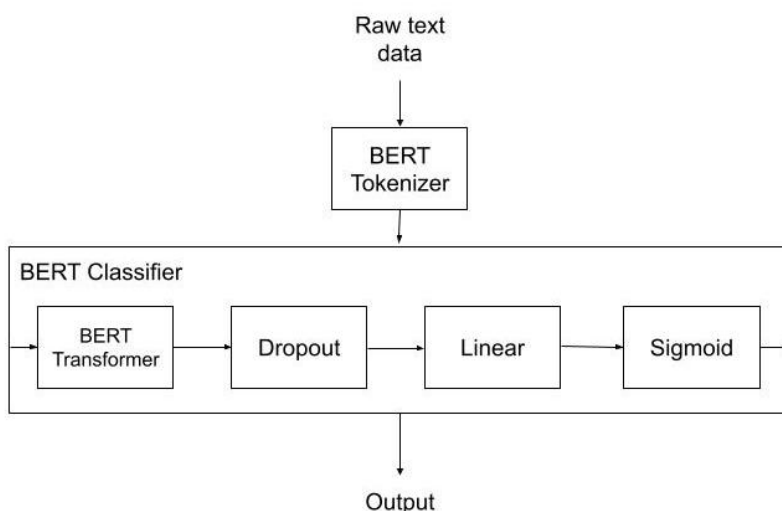 Raw text
data
BERT
Tokenizer
BERT Classifier
BERT
Transformer
Dropout
Linear
Sigmoid
Output